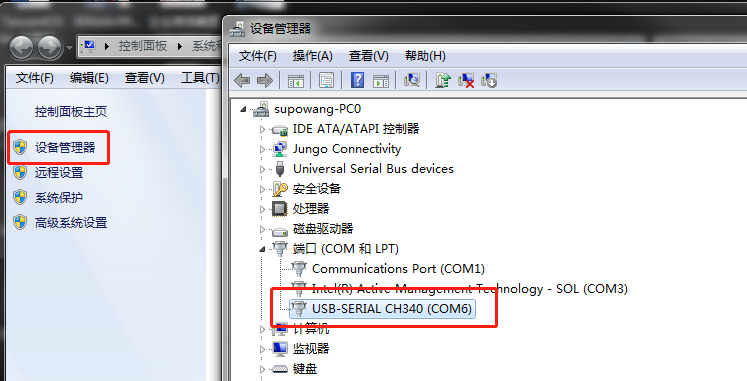 控制面板
系统和
文件(F) 编辑(E) 查看(V) 工具(T)
控制面板主页
设备管理器
远程设置
系统保护
高级系统设置
设备管理器
文件(F) 操作(A) 查看(V) 帮助(H)
supowang-PC0
IDE ATA/ATAPI 控制器
Jungo Connectivity
Universal Serial Bus devices
安全设备
处理器
磁盘驱动器
端口 (COM 和 LPT)
Communications Port (COM1)
Intel(R) Active Management Technology - SOL (COM3)
USB-SERIAL CH340 (COM6)
计算机
监视器
键盘